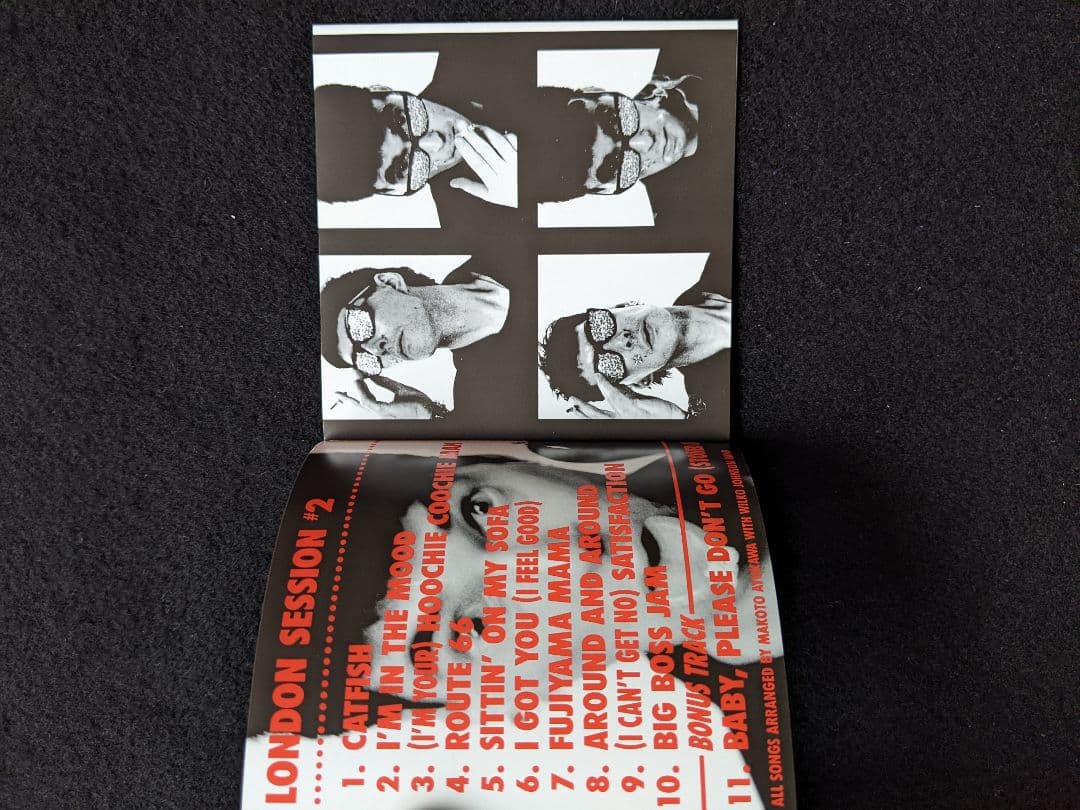 LONDON SESSION #2
1. CATFISH
2. I'M IN THE MOOD
3. (I'M YOUR) HOOCHIE COOCHIE MAN
4. ROUTE 66
5. SITTIN' ON MY SOFA
6. I GOT YOU (I FEEL GOOD)
7. FUJIYAMA MAMA
8. AROUND AND AROUND
9. (I CAN'T GET NO) SATISFACTION
10. BIG BOSS JAM
BONUS TRACK
11. BABY, PLEASE DON'T GO
ALL SONGS ARRANGED BY MAKOTO AYUKAWA WITH WILKO JOHNSON